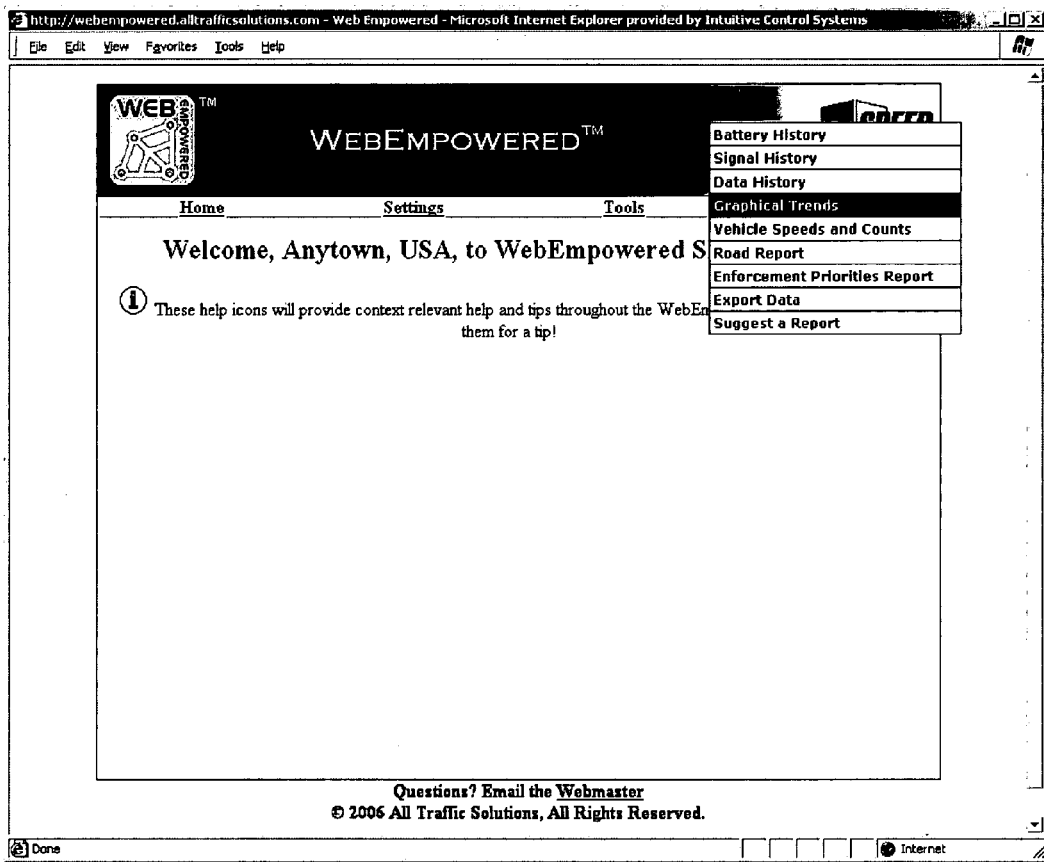 http://webempowered.alltrafficsolutions.com - Web Empowered - Microsoft Internet Explorer provided by Intuitive Control Systems
File Edit View Favorites Tools Help
WEB EMPOWERED TM
WEBEMPOWERED TM
SPEED
Home Settings Tools
Battery History
Signal History
Data History
Graphical Trends
Vehicle Speeds and Counts
Road Report
Enforcement Priorities Report
Export Data
Suggest a Report
Welcome, Anytown, USA, to WebEmpowered S
These help icons will provide context relevant help and tips throughout the WebEm
them for a tip!
Questions? Email the Webmaster
© 2006 All Traffic Solutions, All Rights Reserved.
Done Internet